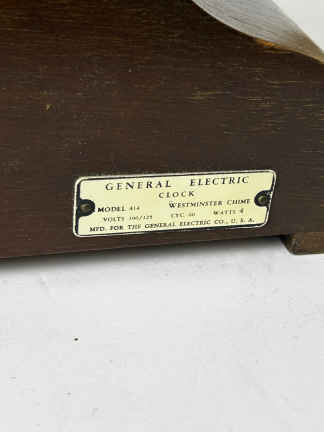 GENERAL ELECTRIC
CLOCK
MODEL 414 WESTMINSTER CHIME
VOLTS 100/125 CYC. 60 WATTS 4
MFD. FOR THE GENERAL ELECTRIC CO., U. S. A.